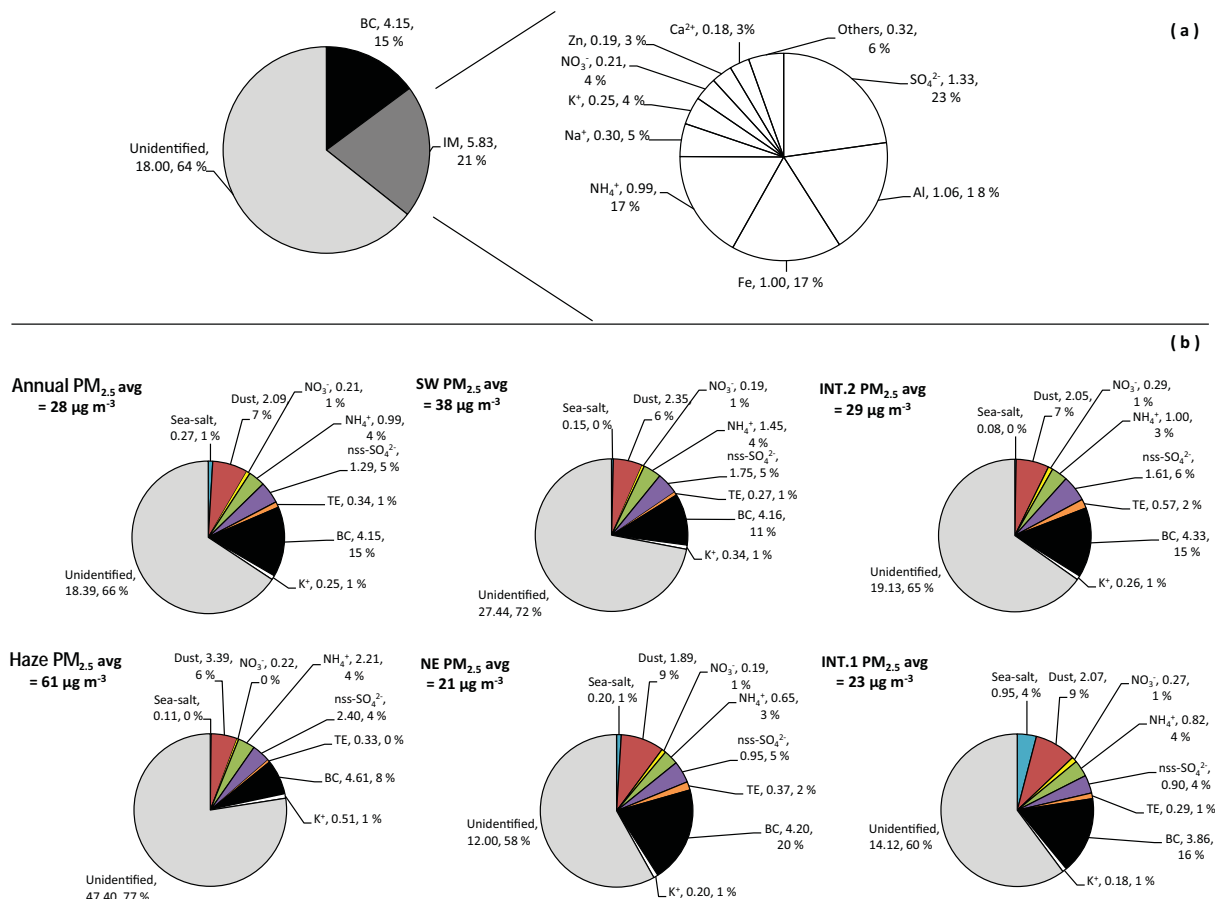 ( a )
BC, 4.15,
15 %
IM, 5.83,
21 %
Unidentified,
18.00, 64 %
Ca²⁺, 0.18, 3%
Others, 0.32,
6 %
Zn, 0.19, 3 %
NO₃⁻, 0.21,
4 %
K⁺, 0.25, 4 %
Na⁺, 0.30, 5 %
NH₄⁺, 0.99,
17 %
SO₄²⁻, 1.33,
23 %
Al, 1.06, 1 8 %
Fe, 1.00, 17 %
( b )
Annual PM₂.₅ avg
= 28 µg m⁻³
Sea-salt,
0.27, 1 %
Dust, 2.09,
7 %
NO₃⁻, 0.21,
1 %
NH₄⁺, 0.99,
4 %
nss-SO₄²⁻,
1.29, 5 %
TE, 0.34, 1 %
BC, 4.15,
15 %
K⁺, 0.25, 1 %
Unidentified,
18.39, 66 %
SW PM₂.₅ avg
= 38 µg m⁻³
Sea-salt,
0.15, 0 %
Dust, 2.35,
6 %
NO₃⁻, 0.19,
1 %
NH₄⁺, 1.45,
4 %
nss-SO₄²⁻,
1.75, 5 %
TE, 0.27, 1 %
BC, 4.16,
11 %
K⁺, 0.34, 1 %
Unidentified,
27.44, 72 %
INT.2 PM₂.₅ avg
= 29 µg m⁻³
Sea-salt,
0.08, 0 %
Dust, 2.05,
7 %
NO₃⁻, 0.29,
1 %
NH₄⁺, 1.00,
3 %
nss-SO₄²⁻,
1.61, 6 %
TE, 0.57, 2 %
BC, 4.33,
15 %
K⁺, 0.26, 1 %
Unidentified,
19.13, 65 %
Haze PM₂.₅ avg
= 61 µg m⁻³
Sea-salt,
0.11, 0 %
Dust, 3.39,
6 %
NO₃⁻, 0.22,
0 %
NH₄⁺, 2.21,
4 %
nss-SO₄²⁻,
2.40, 4 %
TE, 0.33, 0 %
BC, 4.61, 8 %
K⁺, 0.51, 1 %
Unidentified,
47.40, 77 %
NE PM₂.₅ avg
= 21 µg m⁻³
Sea-salt,
0.20, 1 %
Dust, 1.89,
9 %
NO₃⁻, 0.19,
1 %
NH₄⁺, 0.65,
3 %
nss-SO₄²⁻,
0.95, 5 %
TE, 0.37, 2 %
BC, 4.20,
20 %
K⁺, 0.20, 1 %
Unidentified,
12.00, 58 %
INT.1 PM₂.₅ avg
= 23 µg m⁻³
Sea-salt,
0.95, 4 %
Dust, 2.07,
9 %
NO₃⁻, 0.27,
1 %
NH₄⁺, 0.82,
4 %
nss-SO₄²⁻,
0.90, 4 %
TE, 0.29, 1 %
BC, 3.86,
16 %
K⁺, 0.18, 1 %
Unidentified,
14.12, 60 %